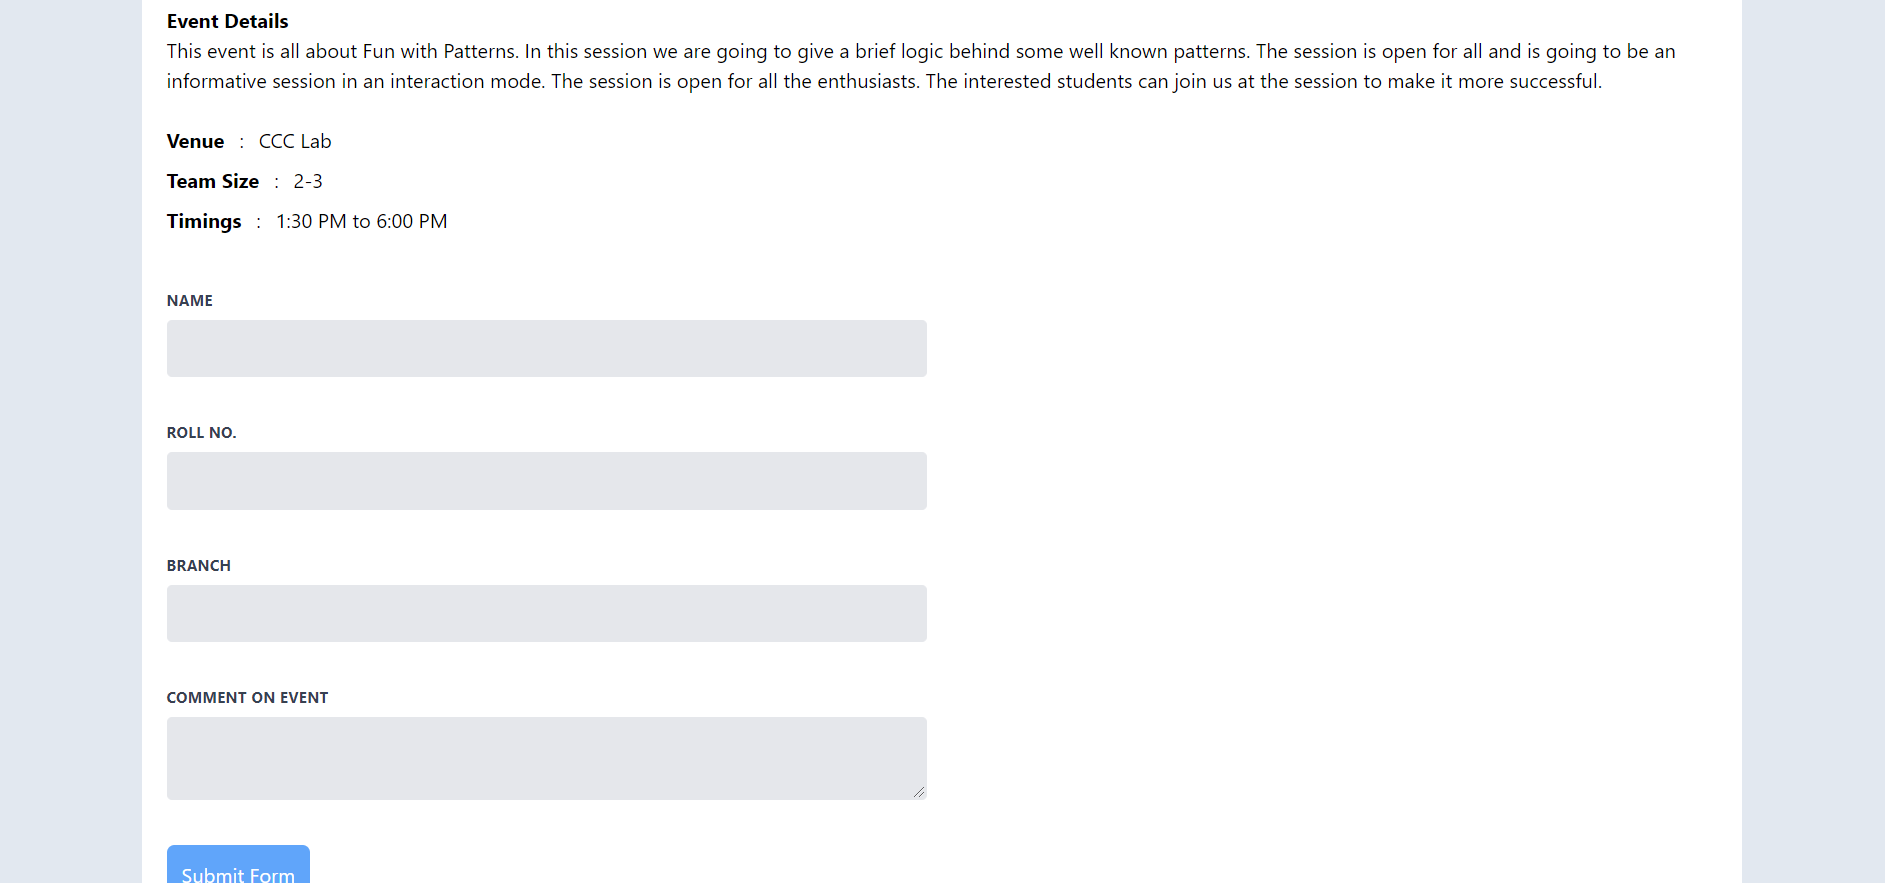 Event Details
This event is all about Fun with Patterns. In this session we are going to give a brief logic behind some well known patterns. The session is open for all and is going to be an
informative session in an interaction mode. The session is open for all the enthusiasts. The interested students can join us at the session to make it more successful.
Venue : CCC Lab
Team Size : 2-3
Timings : 1:30 PM to 6:00 PM
NAME
ROLL NO.
BRANCH
COMMENT ON EVENT
Submit Form